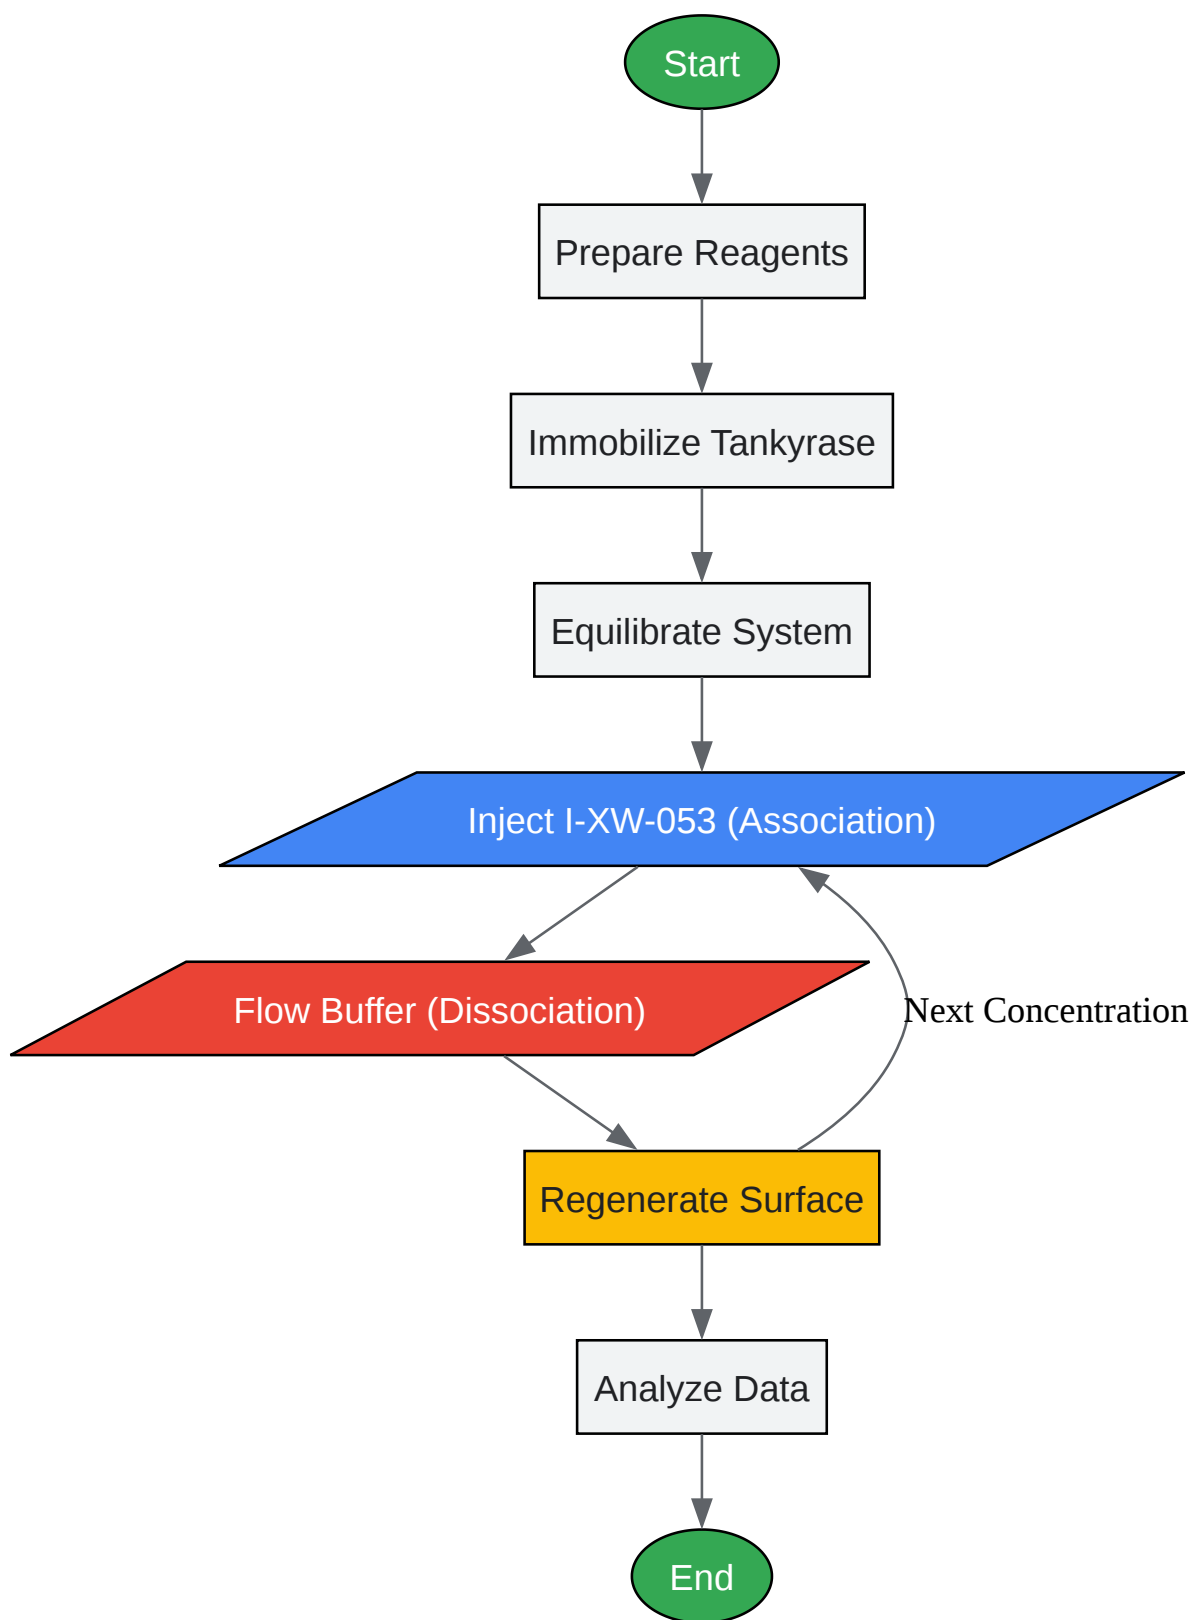 Start
Prepare Reagents
Immobilize Tankyrase
Equilibrate System
Inject I-XW-053 (Association)
Flow Buffer (Dissociation)
Next Concentration
Regenerate Surface
Analyze Data
End